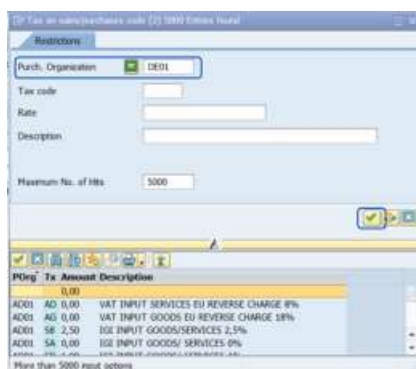 Tax on sales/purchases code (2) 5000 Entries found
Restrictions
Purch. Organization DE01
Tax code
Rate
Description
Maximum No. of Hits 5000
POrg Tx Amount Description
0,00
AD01 AD 0,00 VAT INPUT SERVICES EU REVERSE CHARGE 8%
AD01 AG 0,00 VAT INPUT GOODS EU REVERSE CHARGE 18%
AD01 SB 2,50 IGI INPUT GOODS/SERVICES 2,5%
AD01 SA 0,00 IGI INPUT GOODS/ SERVICES 0%
More than 5000 input options